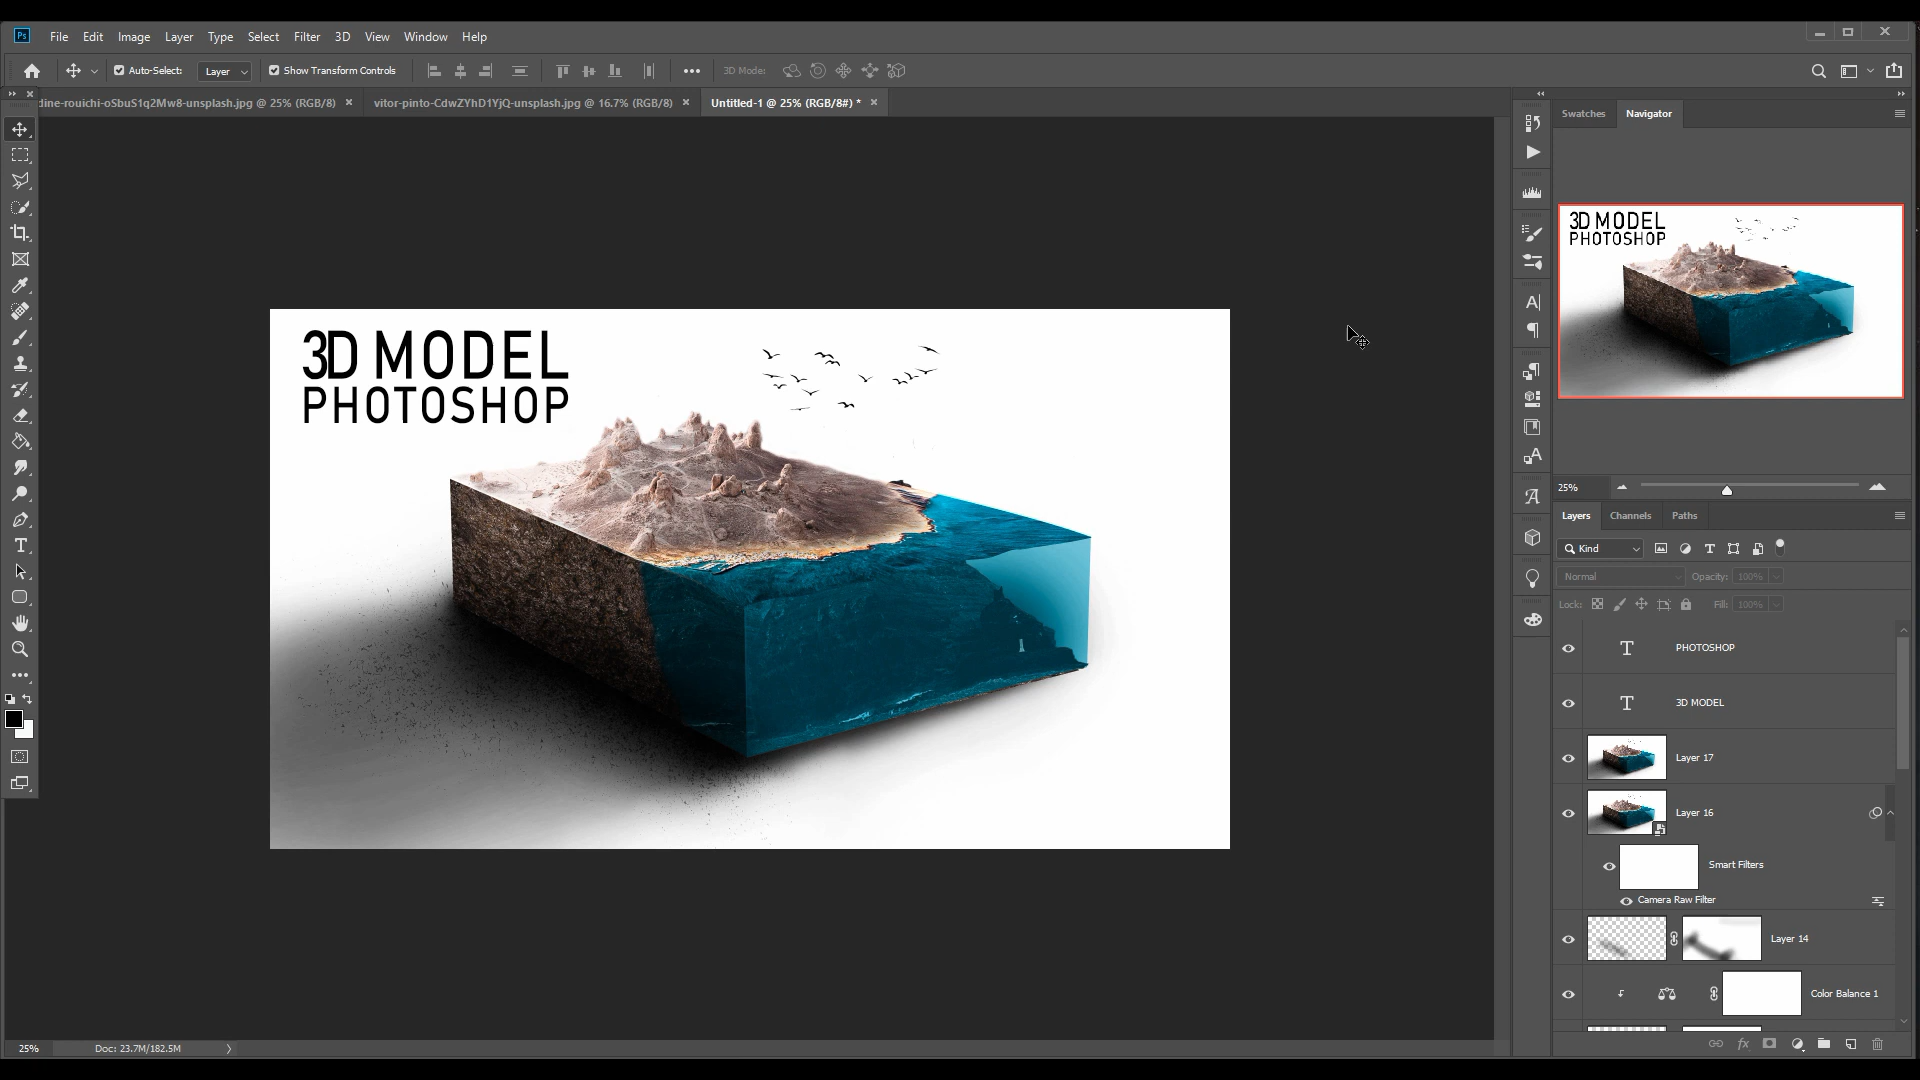 Ps File Edit Image Layer Type Select Filter 3D View Window Help
Auto-Select: Layer Show Transform Controls 3D Mode:
dine-rouichi-oSbuS1q2Mw8-unsplash.jpg @ 25% (RGB/8) × vitor-pinto-CdwZYhD1YjQ-unsplash.jpg @ 16.7% (RGB/8) × Untitled-1 @ 25% (RGB/8#) * ×
Swatches Navigator
3D MODEL
PHOTOSHOP
3D MODEL
PHOTOSHOP
25%
Layers Channels Paths
Kind
Normal Opacity: 100%
Lock: Fill: 100%
PHOTOSHOP
3D MODEL
Layer 17
Layer 16
Smart Filters
Camera Raw Filter
Layer 14
Color Balance 1
25% Doc: 23.7M/182.5M